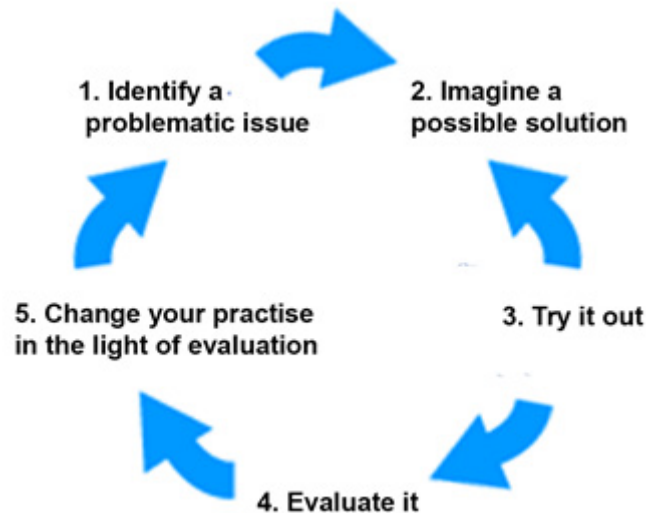 1. Identify a
problematic issue
2. Imagine a
possible solution
3. Try it out
4. Evaluate it
5. Change your practise
in the light of evaluation